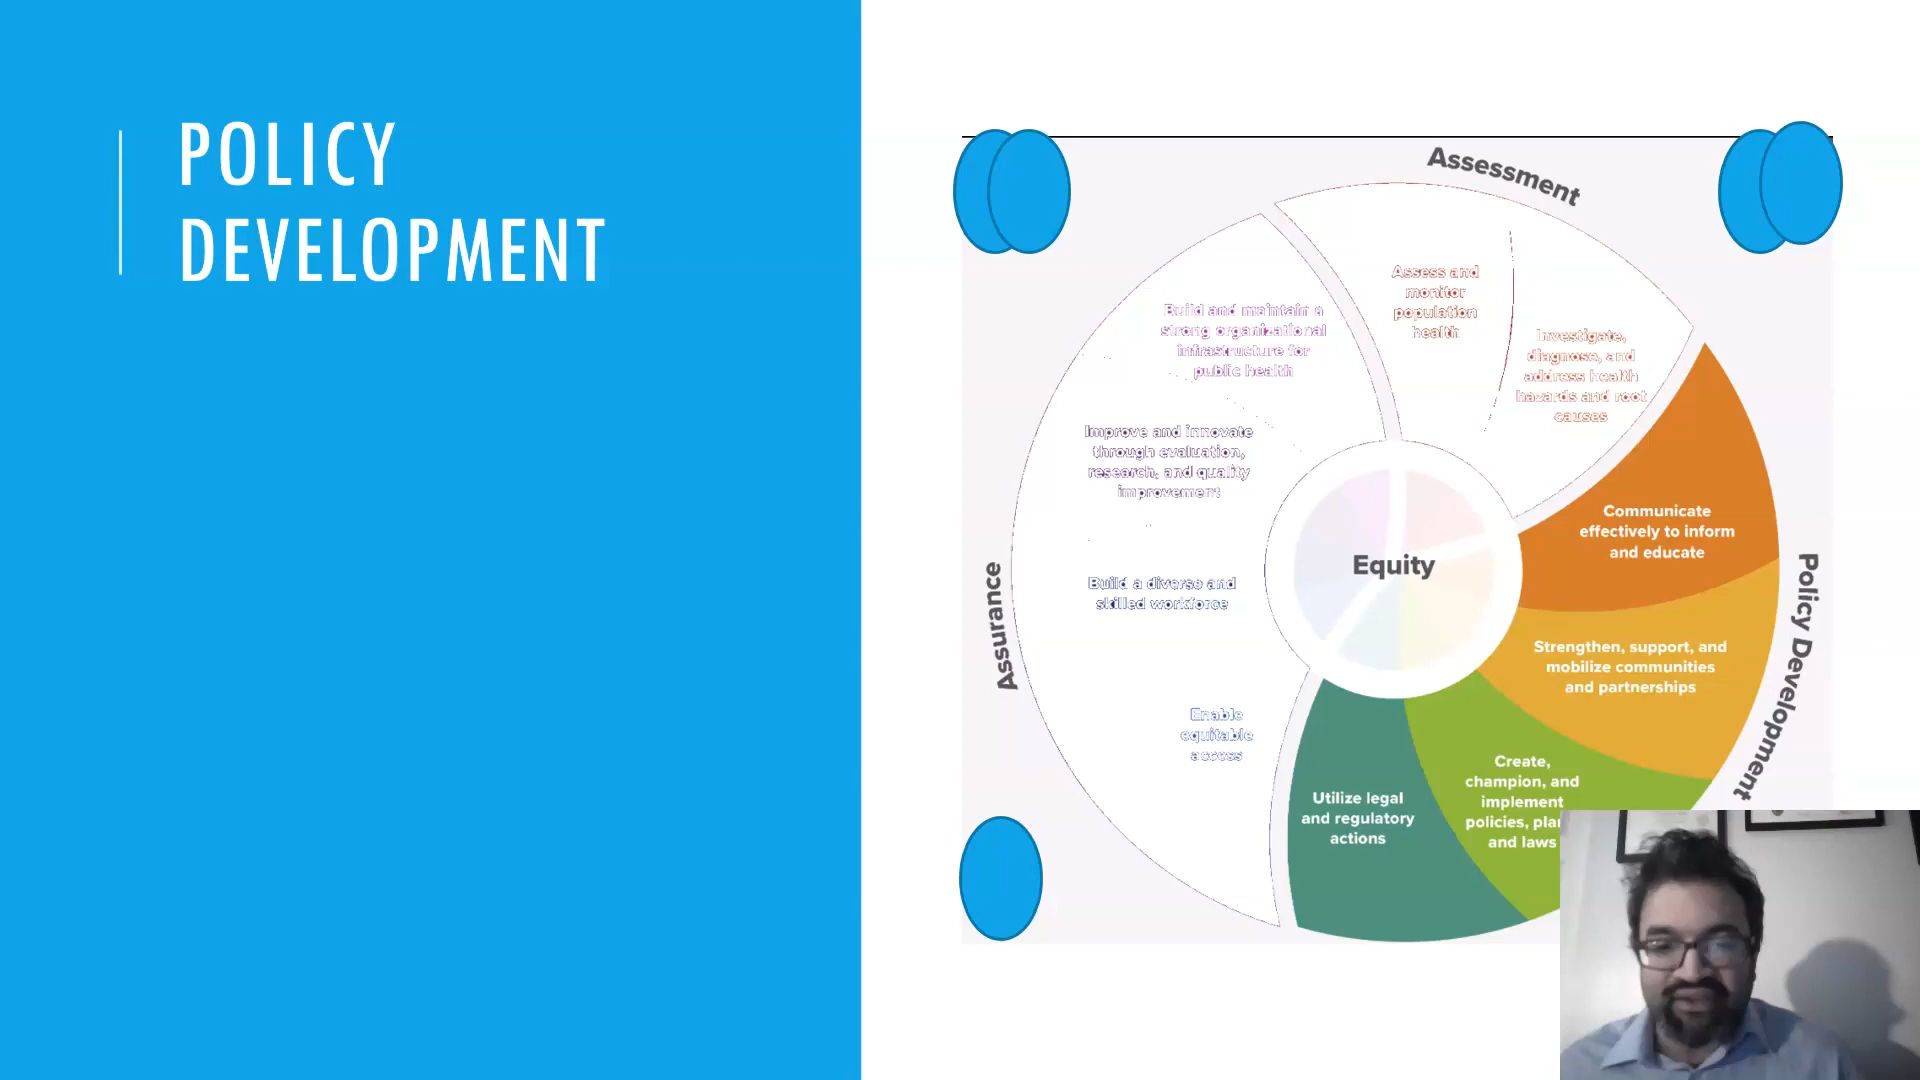 POLICY
DEVELOPMENT
Assessment
Assess and
monitor
population
health
Investigate,
diagnose, and
address health
hazards and root
causes
Policy Development
Communicate
effectively to inform
and educate
Strengthen, support, and
mobilize communities
and partnerships
Create,
champion, and
implement
policies,
and laws
Utilize legal
and regulatory
actions
Assurance
Build and maintain a
strong organizational
infrastructure for
public health
Improve and innovate
through evaluation,
research, and quality
improvement
Build a diverse and
skilled workforce
Enable
equitable
access
Equity